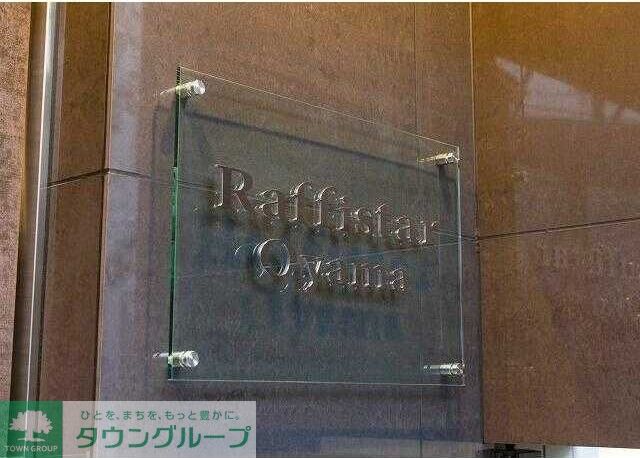 Raffistar
Oyama
ひとを、まちを、もっと豊かに。
タウングループ
TOWN GROUP